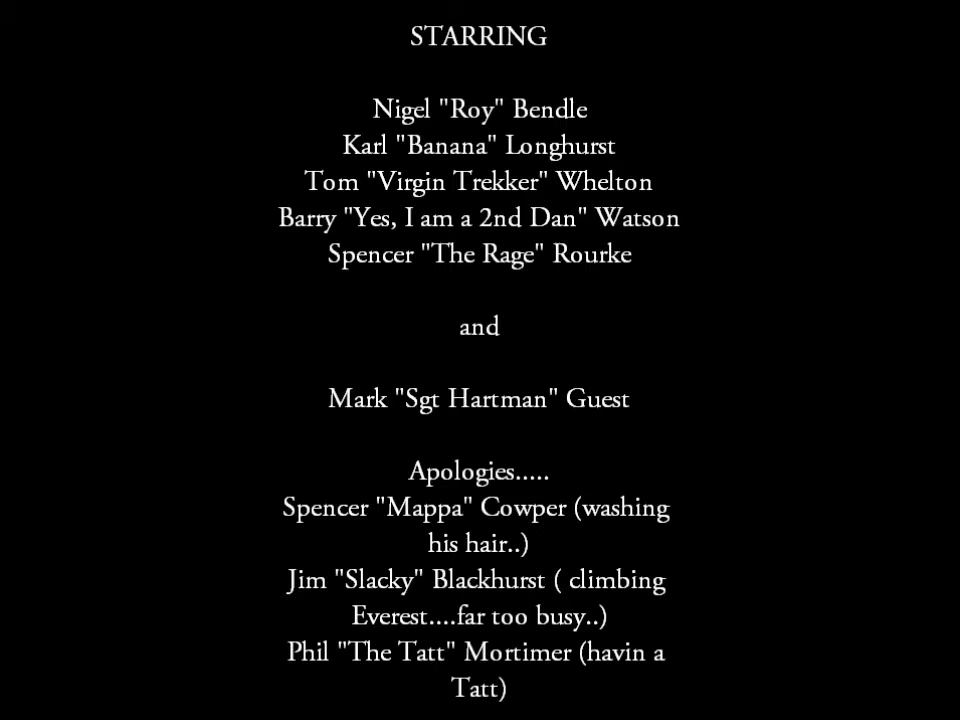 STARRING
Nigel "Roy" Bendle
Karl "Banana" Longhurst
Tom "Virgin Trekker" Whelton
Barry "Yes, I am a 2nd Dan" Watson
Spencer "The Rage" Rourke
and
Mark "Sgt Hartman" Guest
Apologies.....
Spencer "Mappa" Cowper (washing
his hair..)
Jim "Slacky" Blackhurst ( climbing
Everest....far too busy..)
Phil "The Tatt" Mortimer (havin a
Tatt)